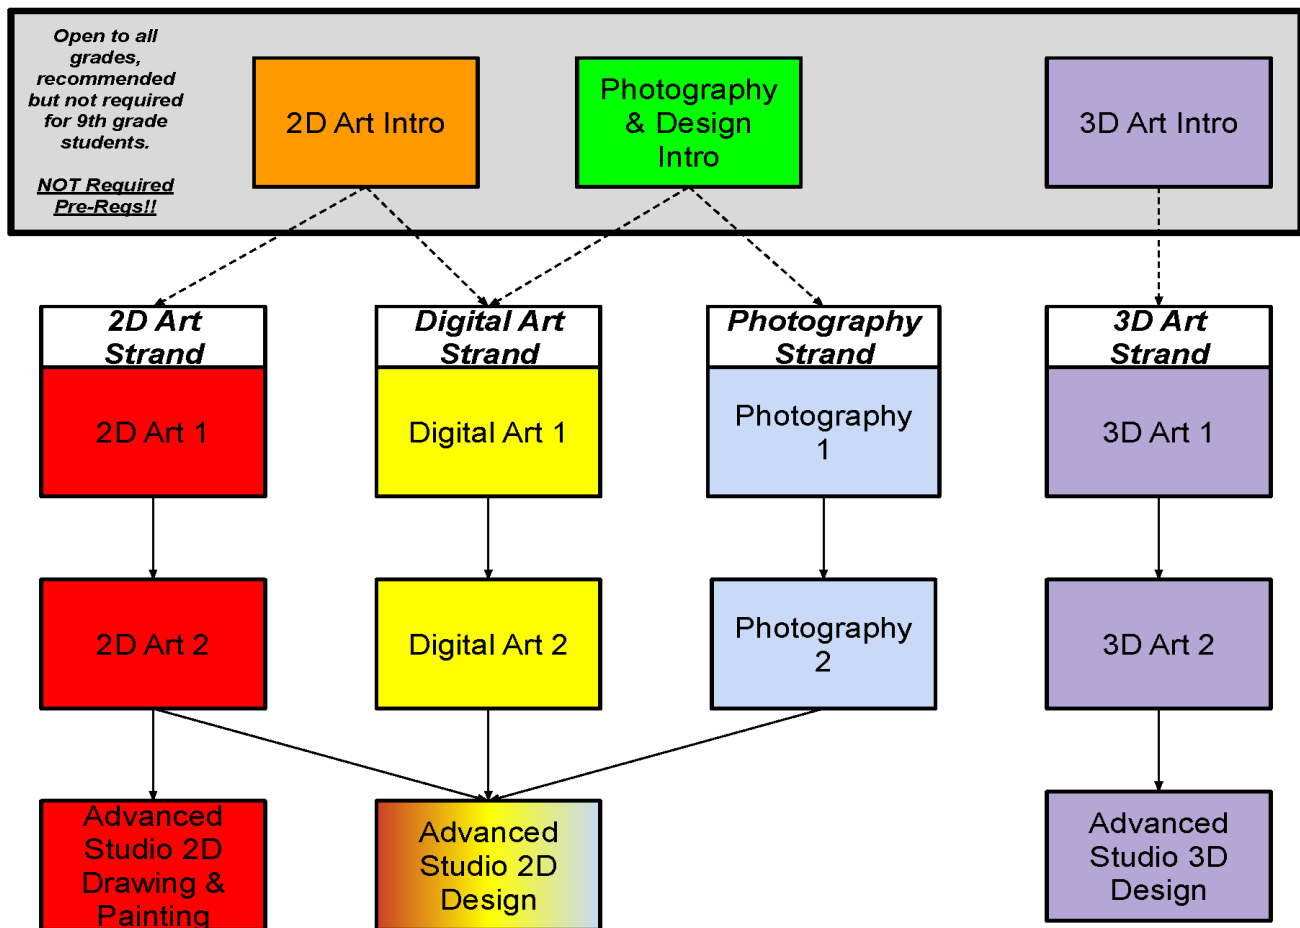 Open to all
grades,
recommended
but not required
for 9th grade
students.
NOT Required
Pre-Reqs!!
2D Art Intro
Photography
& Design
Intro
3D Art Intro
2D Art
Strand
Digital Art
Strand
Photography
Strand
3D Art
Strand
2D Art 1
Digital Art 1
Photography
1
3D Art 1
2D Art 2
Digital Art 2
Photography
2
3D Art 2
Advanced
Studio 2D
Drawing &
Painting
Advanced
Studio 2D
Design
Advanced
Studio 3D
Design